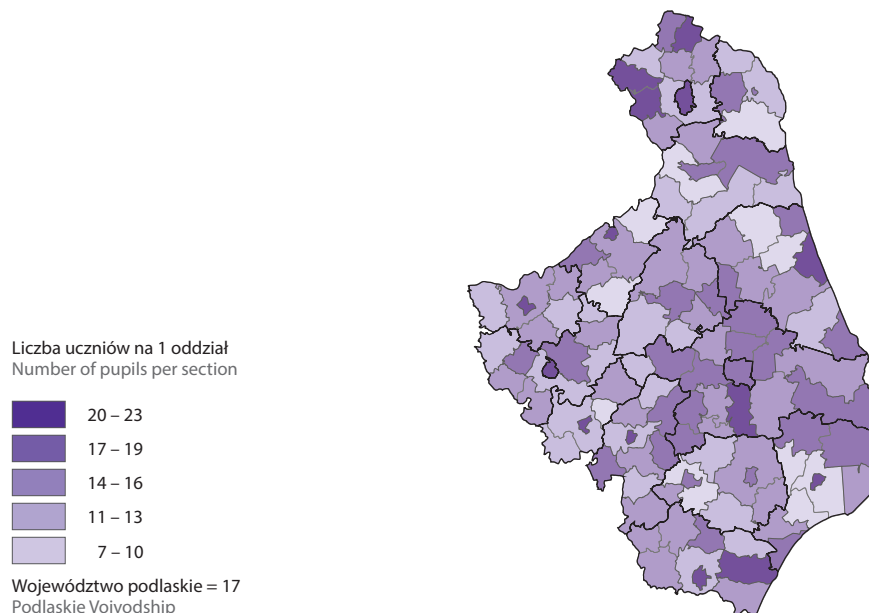 Liczba uczniów na 1 oddział
Number of pupils per section
20 – 23
17 – 19
14 – 16
11 – 13
7 – 10
Województwo podlaskie = 17
Podlaskie Voivodship